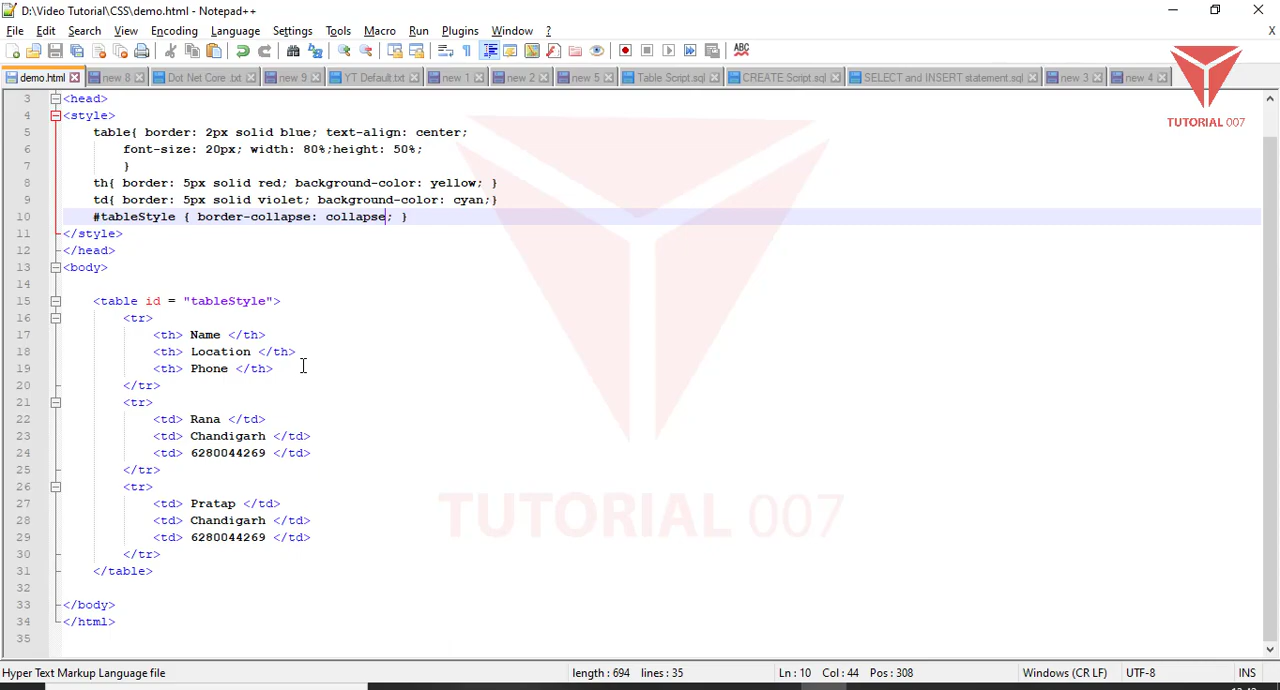 D:\Video Tutorial\CSS\demo.html - Notepad++
File Edit Search View Encoding Language Settings Tools Macro Run Plugins Window ? X
ABC
demo.html new 8 Dot Net Core .txt new 9 YT Default.txt new 1 new 2 new 5 Table Script.sql CREATE Script.sql SELECT and INSERT statement.sql new 3 new 4
TUTORIAL 007
3 <head>
4 <style>
5 table{ border: 2px solid blue; text-align: center;
6 font-size: 20px; width: 80%;height: 50%;
7 }
8 th{ border: 5px solid red; background-color: yellow; }
9 td{ border: 5px solid violet; background-color: cyan;}
10 #tableStyle { border-collapse: collapse; }
11 </style>
12 </head>
13 <body>
14
15 <table id = "tableStyle">
16 <tr>
17 <th> Name </th>
18 <th> Location </th>
19 <th> Phone </th>
20 </tr>
21 <tr>
22 <td> Rana </td>
23 <td> Chandigarh </td>
24 <td> 6280044269 </td>
25 </tr>
26 <tr>
27 <td> Pratap </td>
28 <td> Chandigarh </td>
29 <td> 6280044269 </td>
30 </tr>
31 </table>
32
33 </body>
34 </html>
35
TUTORIAL 007
Hyper Text Markup Language file length : 694 lines : 35 Ln : 10 Col : 44 Pos : 308 Windows (CR LF) UTF-8 INS